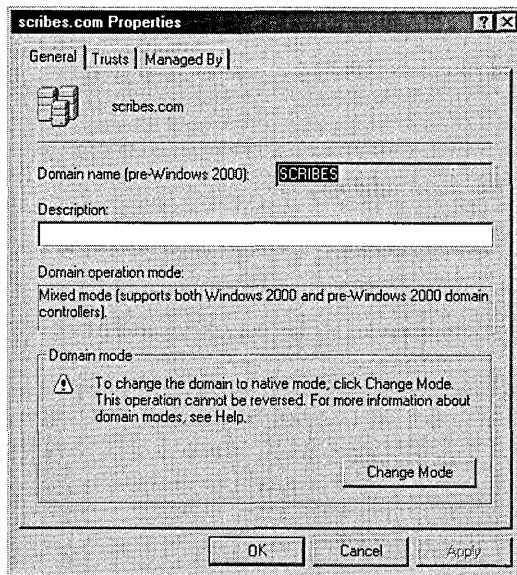 scribes.com Properties
General Trusts Managed By
scribes.com
Domain name (pre-Windows 2000): SCRIBES
Description:
Domain operation mode:
Mixed mode (supports both Windows 2000 and pre-Windows 2000 domain
controllers).
Domain mode
To change the domain to native mode, click Change Mode.
This operation cannot be reversed. For more information about
domain modes, see Help.
Change Mode
OK Cancel Apply